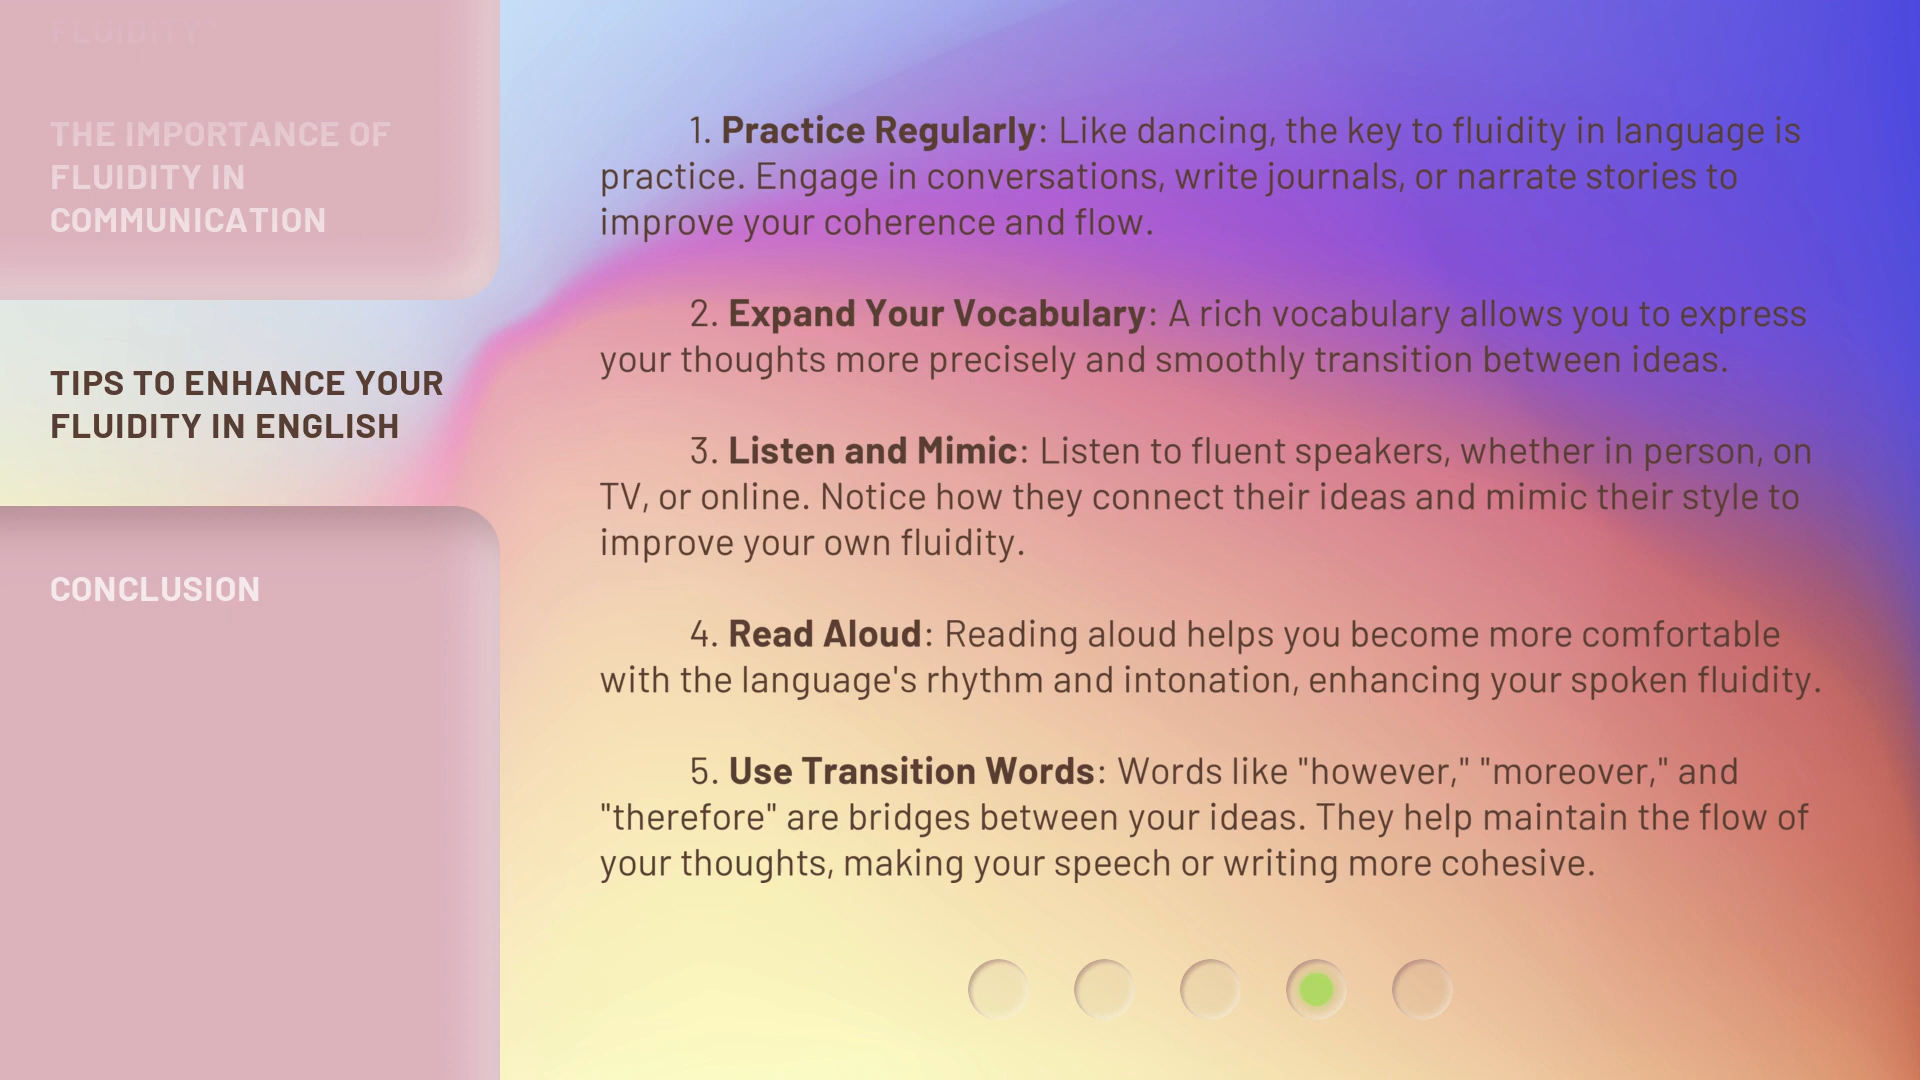 FLUIDITY"
THE IMPORTANCE OF
FLUIDITY IN
COMMUNICATION
TIPS TO ENHANCE YOUR
FLUIDITY IN ENGLISH
CONCLUSION
1. Practice Regularly: Like dancing, the key to fluidity in language is
practice. Engage in conversations, write journals, or narrate stories to
improve your coherence and flow.
2. Expand Your Vocabulary: A rich vocabulary allows you to express
your thoughts more precisely and smoothly transition between ideas.
3. Listen and Mimic: Listen to fluent speakers, whether in person, on
TV, or online. Notice how they connect their ideas and mimic their style to
improve your own fluidity.
4. Read Aloud: Reading aloud helps you become more comfortable
with the language's rhythm and intonation, enhancing your spoken fluidity.
5. Use Transition Words: Words like "however," "moreover," and
"therefore" are bridges between your ideas. They help maintain the flow of
your thoughts, making your speech or writing more cohesive.